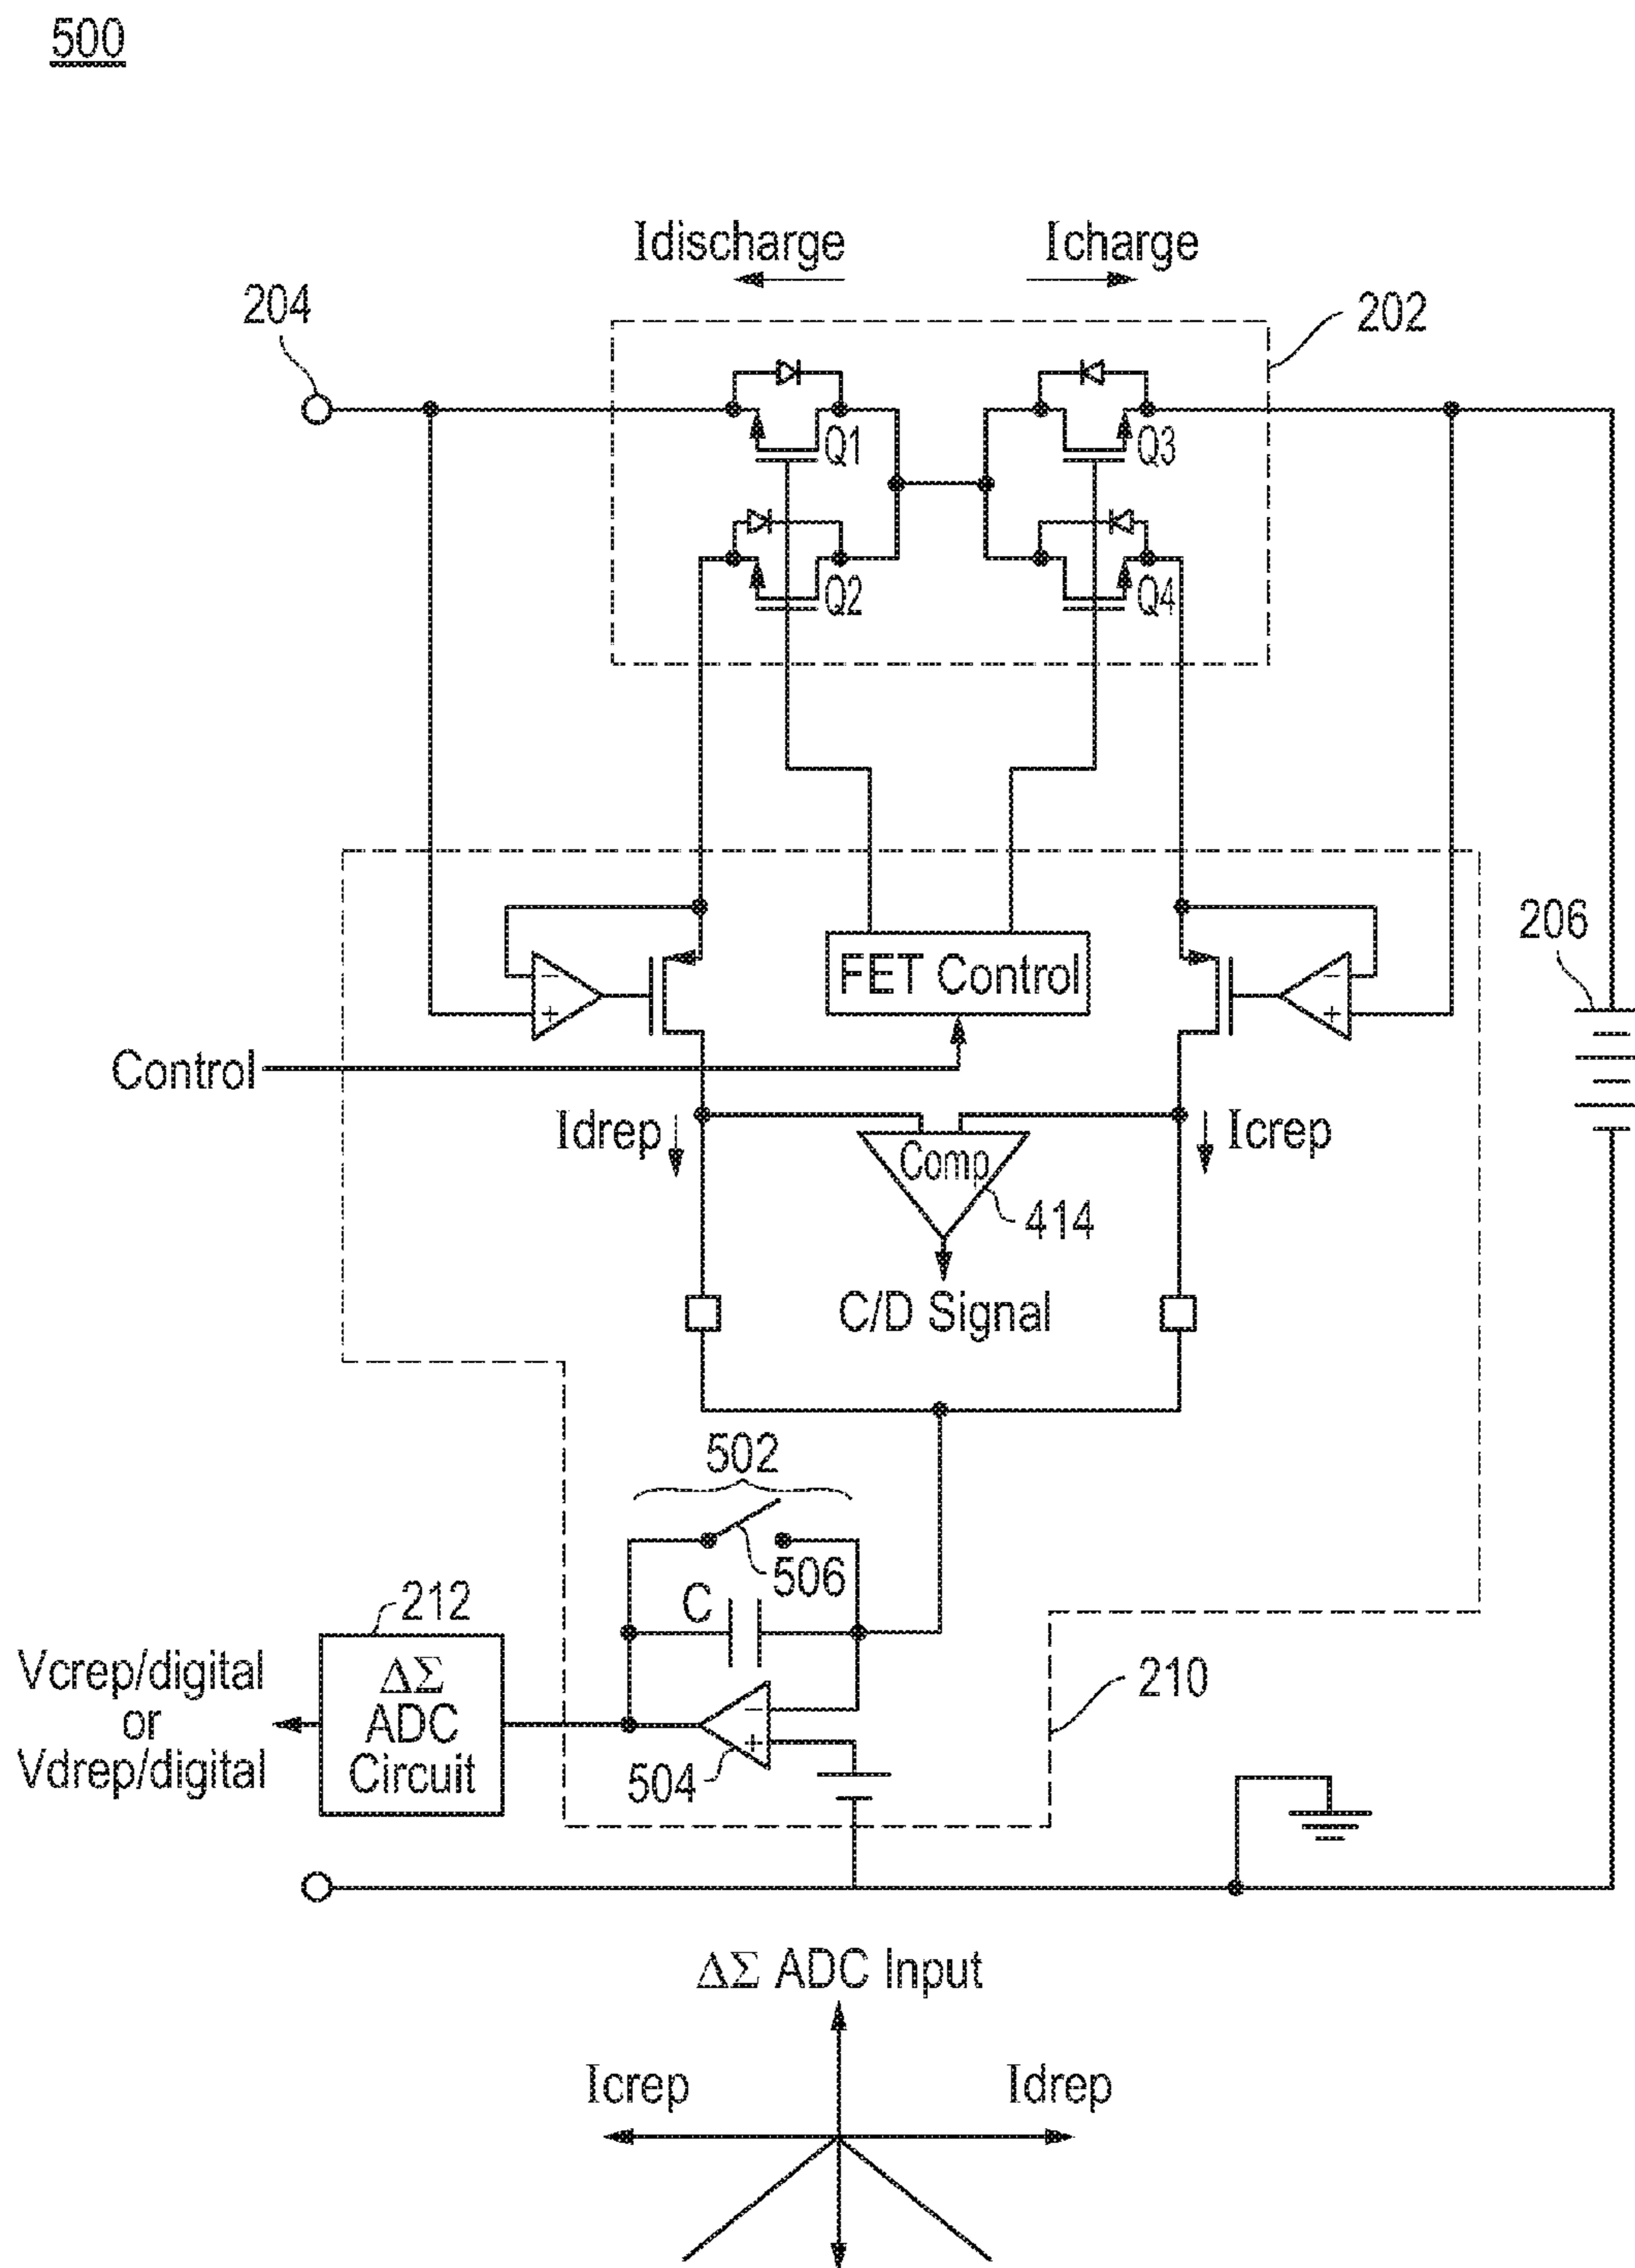 500
Idischarge
Icharge
204
202
Q1
Q3
Q2
Q4
206
−
+
FET Control
−
+
Control
Idrep
Icrep
Comp
414
C/D Signal
502
506
C
212
Vcrep/digital
or
Vdrep/digital
ΔΣ
ADC
Circuit
−
+
504
210
ΔΣ ADC Input
Icrep
Idrep